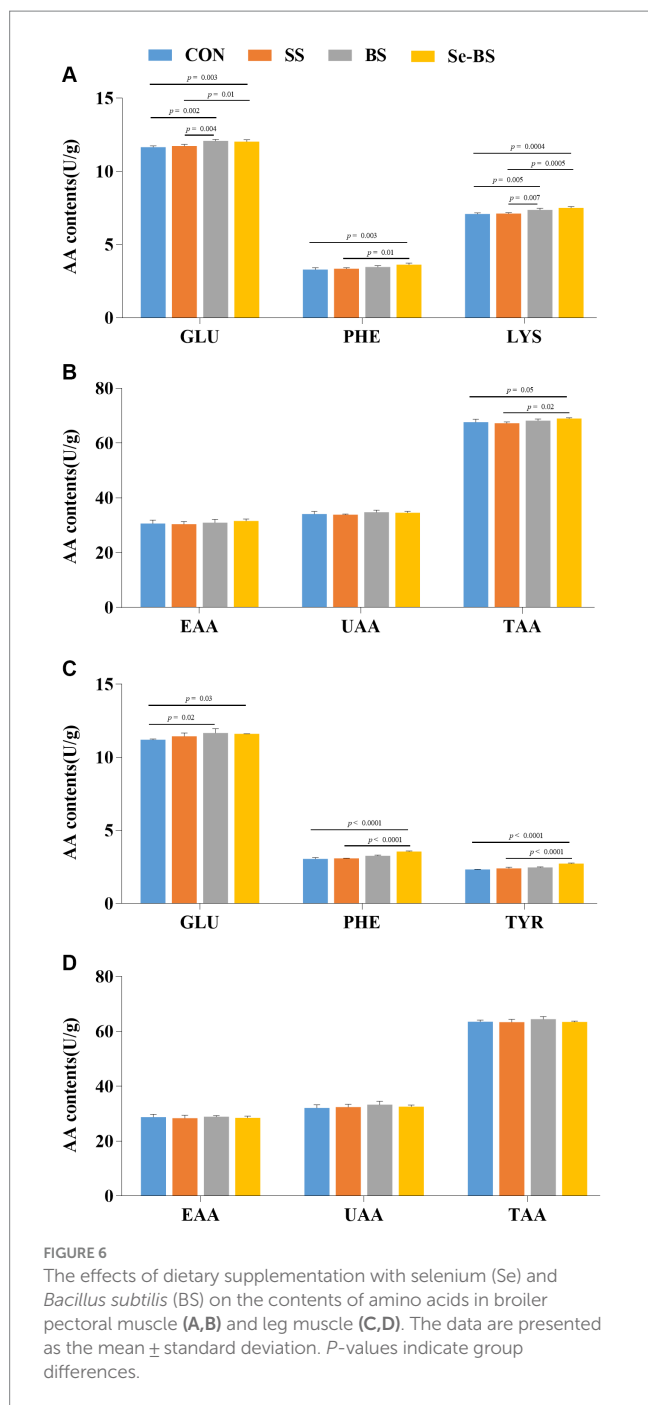 CON SS BS Se-BS
A
p = 0.003
p = 0.01
p = 0.002
p = 0.004
p = 0.0004
p = 0.0005
p = 0.005
p = 0.007
p = 0.003
p = 0.01
AA contents(U/g)
15
10
5
0
GLU PHE LYS
B
p = 0.05
p = 0.02
AA contents(U/g)
80
60
40
20
0
EAA UAA TAA
C
p = 0.03
p = 0.02
p < 0.0001
p < 0.0001
p < 0.0001
p < 0.0001
AA contents(U/g)
15
10
5
0
GLU PHE TYR
D
AA contents(U/g)
80
60
40
20
0
EAA UAA TAA
FIGURE 6
The effects of dietary supplementation with selenium (Se) and
Bacillus subtilis (BS) on the contents of amino acids in broiler
pectoral muscle (A,B) and leg muscle (C,D). The data are presented
as the mean ± standard deviation. P-values indicate group
differences.